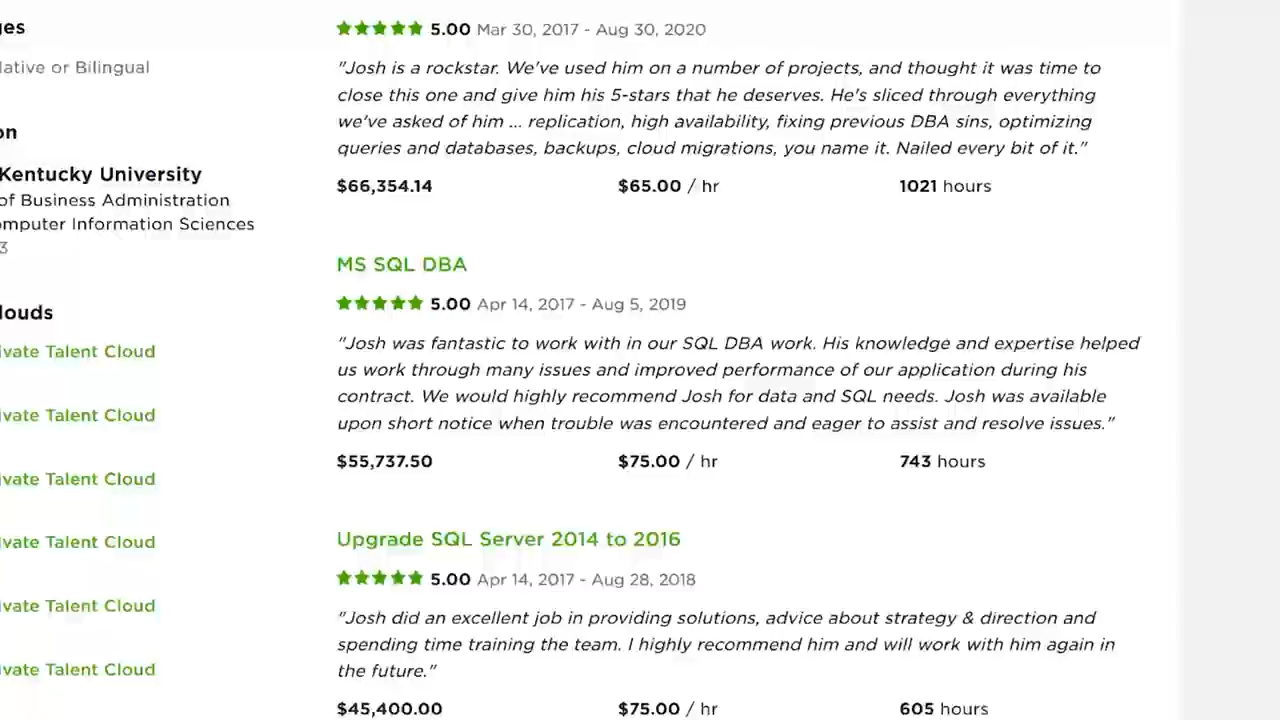 ges
lative or Bilingual
on
Kentucky University
of Business Administration
omputer Information Sciences
3
louds
ivate Talent Cloud
ivate Talent Cloud
ivate Talent Cloud
ivate Talent Cloud
ivate Talent Cloud
ivate Talent Cloud
5.00 Mar 30, 2017 - Aug 30, 2020
"Josh is a rockstar. We've used him on a number of projects, and thought it was time to
close this one and give him his 5-stars that he deserves. He's sliced through everything
we've asked of him ... replication, high availability, fixing previous DBA sins, optimizing
queries and databases, backups, cloud migrations, you name it. Nailed every bit of it."
$66,354.14 $65.00 / hr 1021 hours
MS SQL DBA
5.00 Apr 14, 2017 - Aug 5, 2019
"Josh was fantastic to work with in our SQL DBA work. His knowledge and expertise helped
us work through many issues and improved performance of our application during his
contract. We would highly recommend Josh for data and SQL needs. Josh was available
upon short notice when trouble was encountered and eager to assist and resolve issues."
$55,737.50 $75.00 / hr 743 hours
Upgrade SQL Server 2014 to 2016
5.00 Apr 14, 2017 - Aug 28, 2018
"Josh did an excellent job in providing solutions, advice about strategy & direction and
spending time training the team. I highly recommend him and will work with him again in
the future."
$45,400.00 $75.00 / hr 605 hours